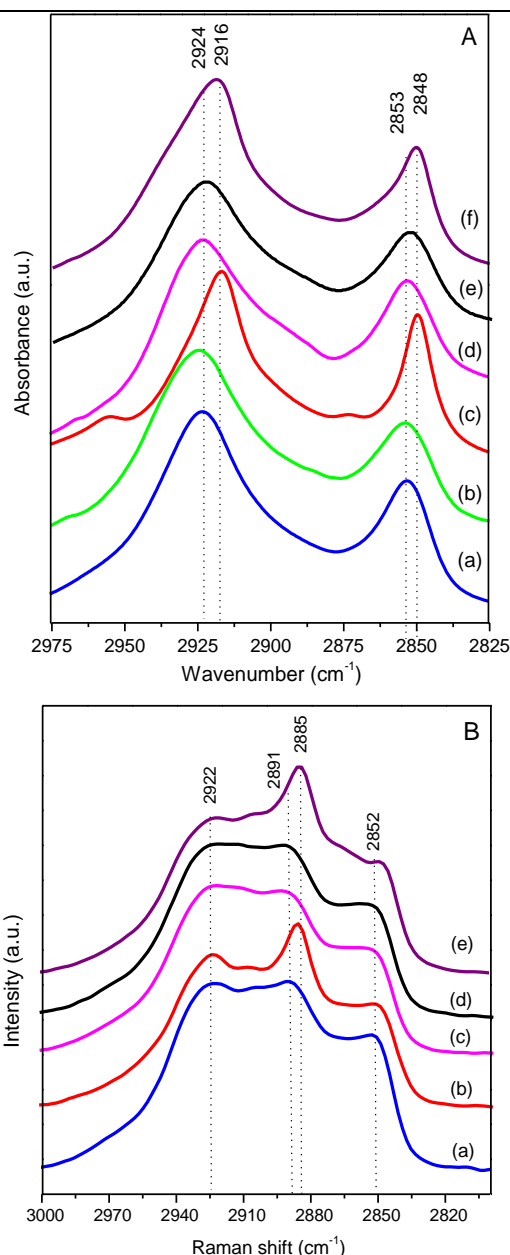 A
2924
2916
2853
2848
(f)
(e)
(d)
(c)
(b)
(a)
Absorbance (a.u.)
2975 2950 2925 2900 2875 2850 2825
Wavenumber (cm⁻¹)
B
2922
2891
2885
2852
(e)
(d)
(c)
(b)
(a)
Intensity (a.u.)
3000 2970 2940 2910 2880 2850 2820
Raman shift (cm⁻¹)